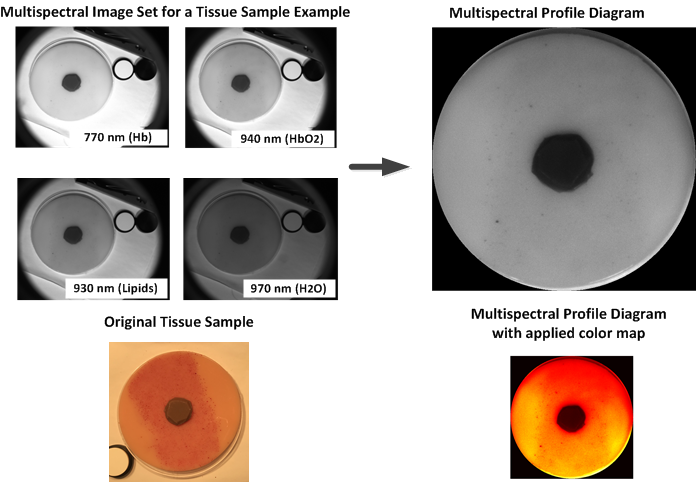 Multispectral Image Set for a Tissue Sample Example
770 nm (Hb)
940 nm (HbO2)
930 nm (Lipids)
970 nm (H2O)
Original Tissue Sample
Multispectral Profile Diagram
Multispectral Profile Diagram
with applied color map